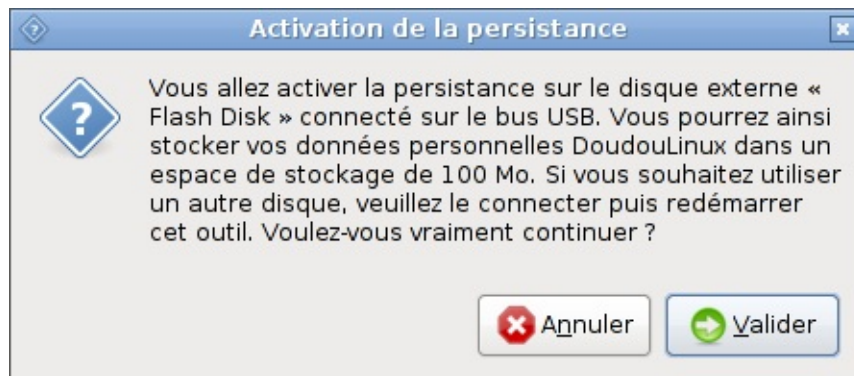 Activation de la persistance
Vous allez activer la persistance sur le disque externe «
Flash Disk » connecté sur le bus USB. Vous pourrez ainsi
stocker vos données personnelles DoudouLinux dans un
espace de stockage de 100 Mo. Si vous souhaitez utiliser
un autre disque, veuillez le connecter puis redémarrer
cet outil. Voulez-vous vraiment continuer ?
Annuler
Valider